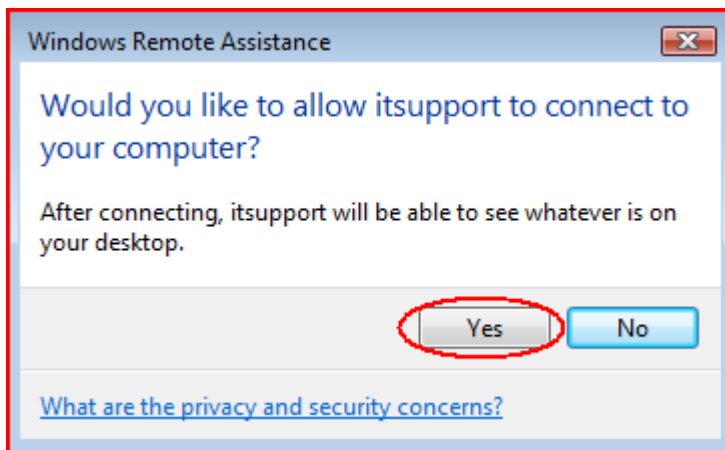 Windows Remote Assistance
Would you like to allow itsupport to connect to
your computer?
After connecting, itsupport will be able to see whatever is on
your desktop.
Yes No
What are the privacy and security concerns?